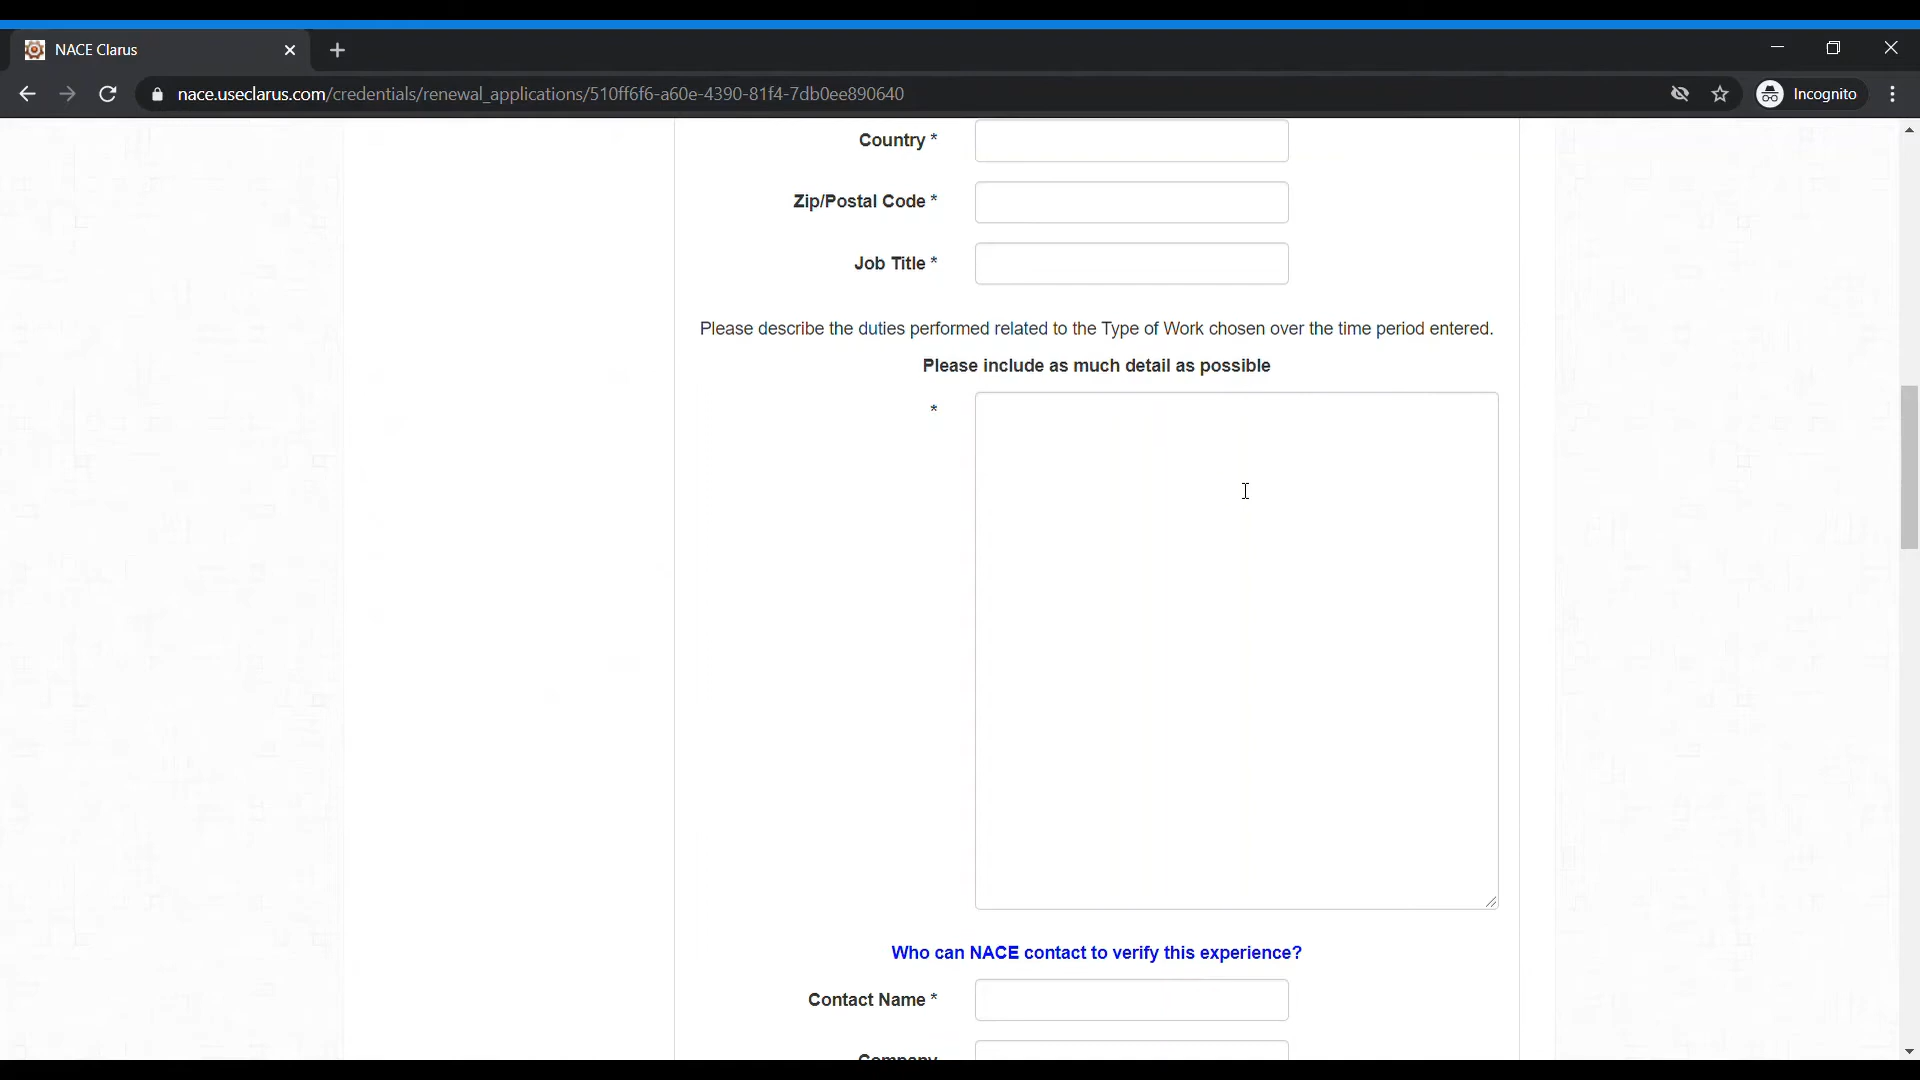 NACE Clarus
nace.useclarus.com/credentials/renewal_applications/510ff6f6-a60e-4390-81f4-7db0ee890640
Incognito
Country *
Zip/Postal Code *
Job Title *
Please describe the duties performed related to the Type of Work chosen over the time period entered.
Please include as much detail as possible
*
Who can NACE contact to verify this experience?
Contact Name *
Company